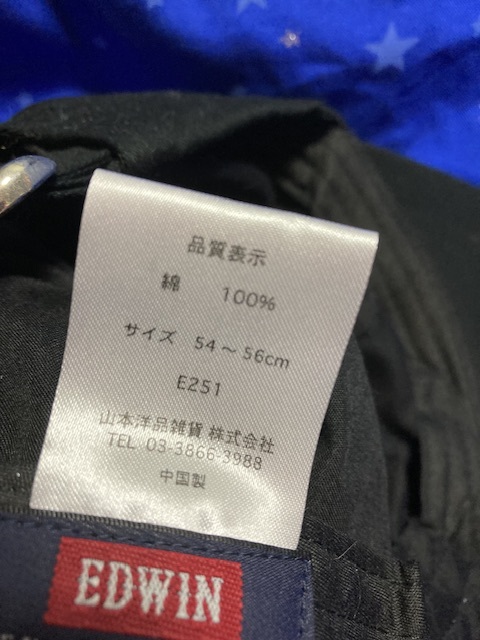 品質表示
綿 100%
サイズ 54～56cm
E251
山本洋品雑貨 株式会社
TEL 03-3866-3988
中国製
EDWIN